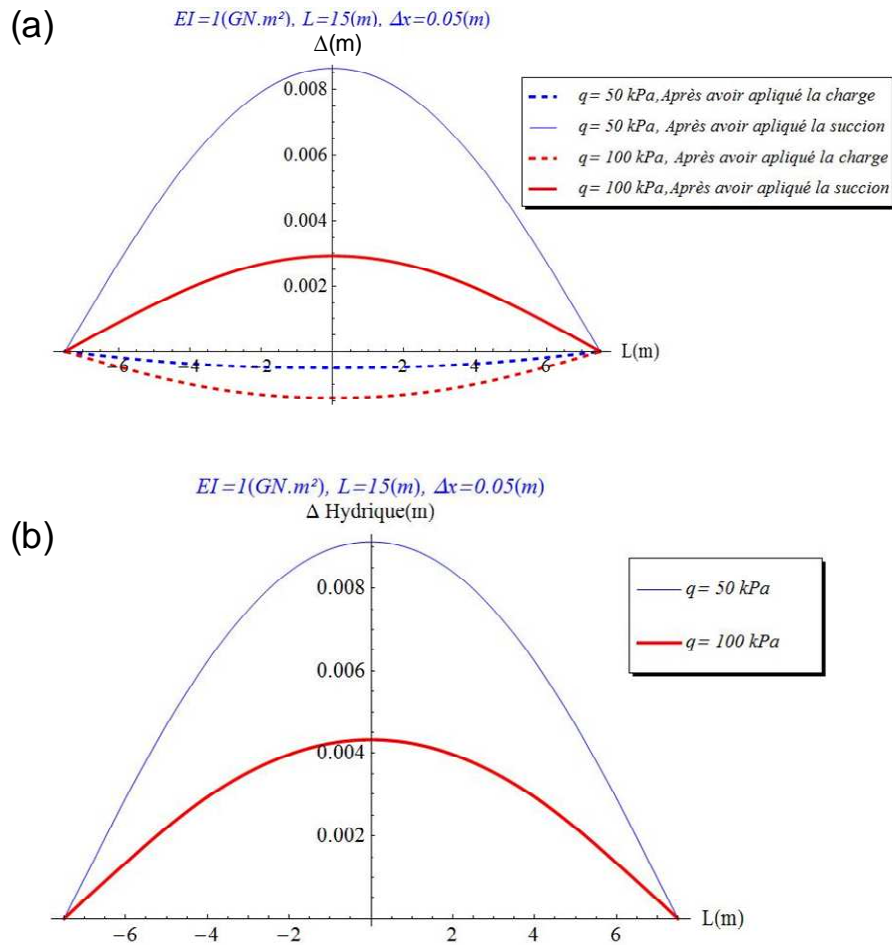 (a)
EI=1(GN.m²), L=15(m), Δx=0.05(m)
Δ(m)
0.008
0.006
0.004
0.002
q= 50 kPa,Après avoir apliqué la charge
q= 50 kPa, Après avoir apliqué la succion
q= 100 kPa, Après avoir apliqué la charge
q= 100 kPa,Après avoir apliqué la succion
−6 −4 −2 2 4 6 L(m)
(b)
EI=1(GN.m²), L=15(m), Δx=0.05(m)
Δ Hydrique(m)
0.008
0.006
0.004
0.002
q= 50 kPa
q= 100 kPa
−6 −4 −2 2 4 6 L(m)